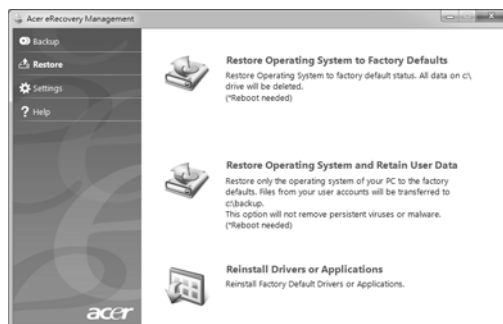 Acer eRecovery Management
Backup
Restore
Settings
Help
Restore Operating System to Factory Defaults
Restore Operating System to factory default status. All data on c:\
drive will be deleted.
(*Reboot needed)
Restore Operating System and Retain User Data
Restore only the operating system of your PC to the factory
defaults. Files from your user accounts will be transferred to
c:\backup.
This option will not remove persistent viruses or malware.
(*Reboot needed)
Reinstall Drivers or Applications
Reinstall Factory Default Drivers or Applications.
acer